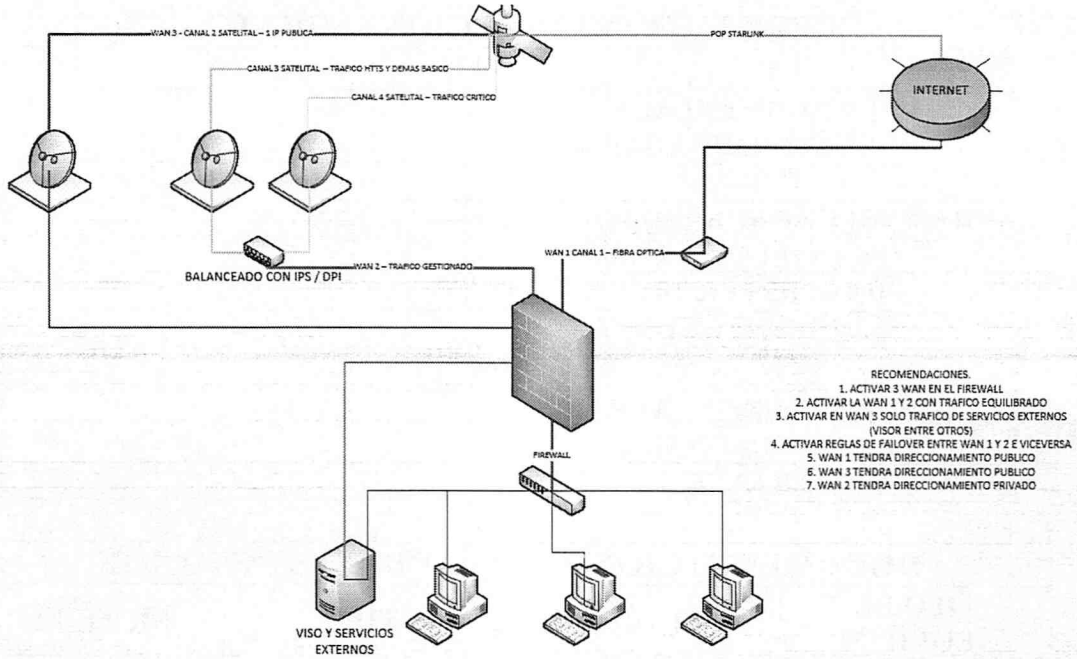 WAN 3 - CANAL 2 SATELITAL – 1 IP PUBLICA
POP STARLINK
CANAL 3 SATELITAL – TRAFICO HTTS Y DEMAS BASICO
CANAL 4 SATELITAL – TRAFICO CRITICO
INTERNET
WAN 1 CANAL 1 – FIBRA OPTICA
BALANCEADO CON IPS / DPI
WAN 2 – TRAFICO GESTIONADO
RECOMENDACIONES.
1. ACTIVAR 3 WAN EN EL FIREWALL
2. ACTIVAR LA WAN 1 Y 2 CON TRAFICO EQUILIBRADO
3. ACTIVAR EN WAN 3 SOLO TRAFICO DE SERVICIOS EXTERNOS
(VISOR ENTRE OTROS)
4. ACTIVAR REGLAS DE FAILOVER ENTRE WAN 1 Y 2 E VICEVERSA
5. WAN 1 TENDRA DIRECCIONAMIENTO PUBLICO
6. WAN 3 TENDRA DIRECCIONAMIENTO PUBLICO
7. WAN 2 TENDRA DIRECCIONAMIENTO PRIVADO
FIREWALL
VISO Y SERVICIOS
EXTERNOS